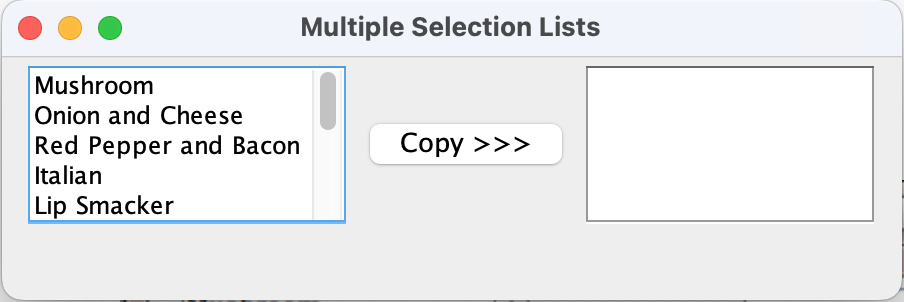 Multiple Selection Lists
Mushroom
Onion and Cheese
Red Pepper and Bacon
Italian
Lip Smacker
Copy >>>